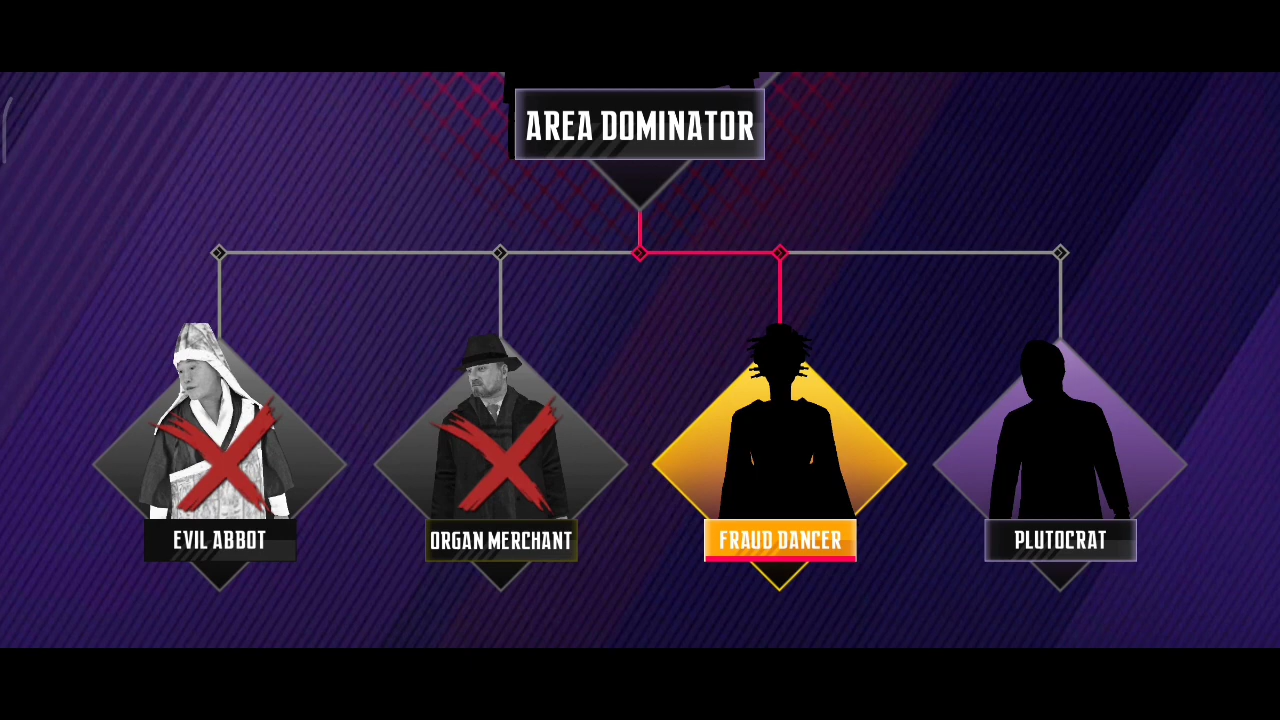 AREA DOMINATOR
EVIL ABBOT
ORGAN MERCHANT
FRAUD DANCER
PLUTOCRAT